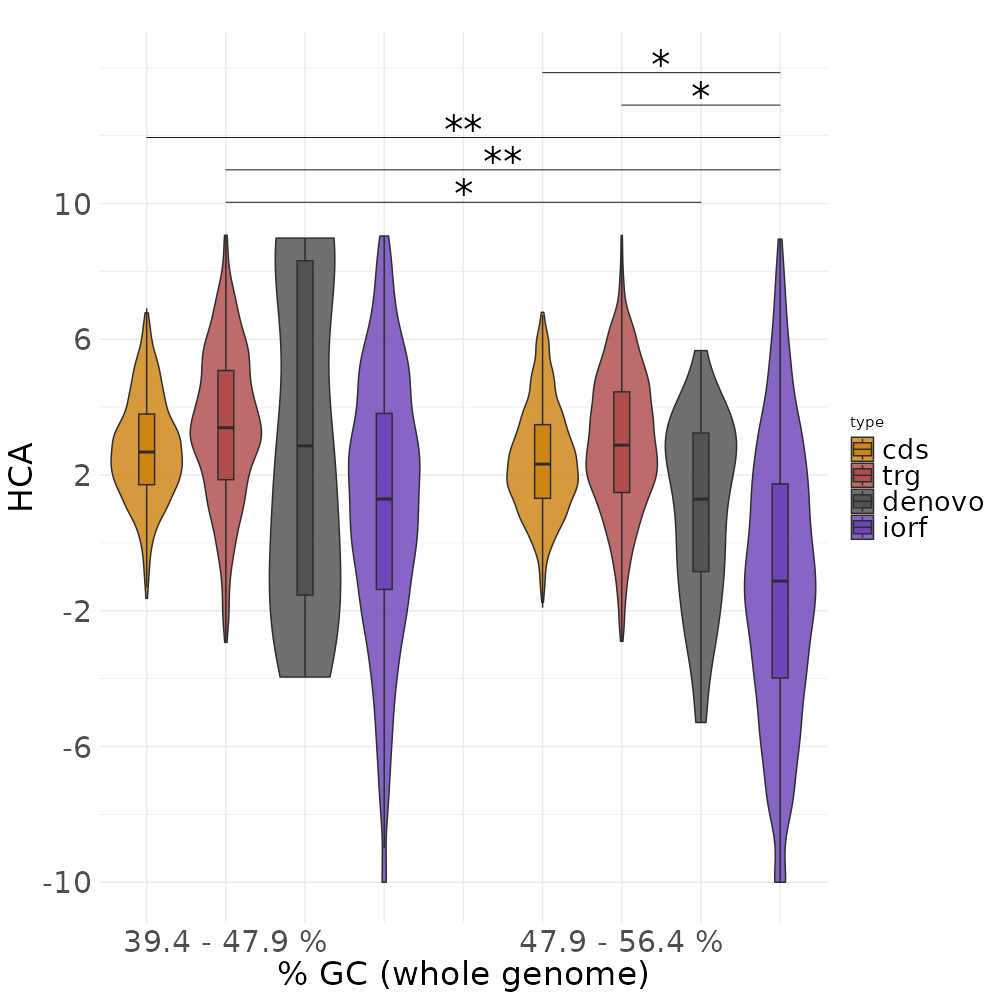 *
*
**
**
*
10
6
2
-2
-6
-10
HCA
39.4 - 47.9 %
47.9 - 56.4 %
% GC (whole genome)
type
cds
trg
denovo
iorf